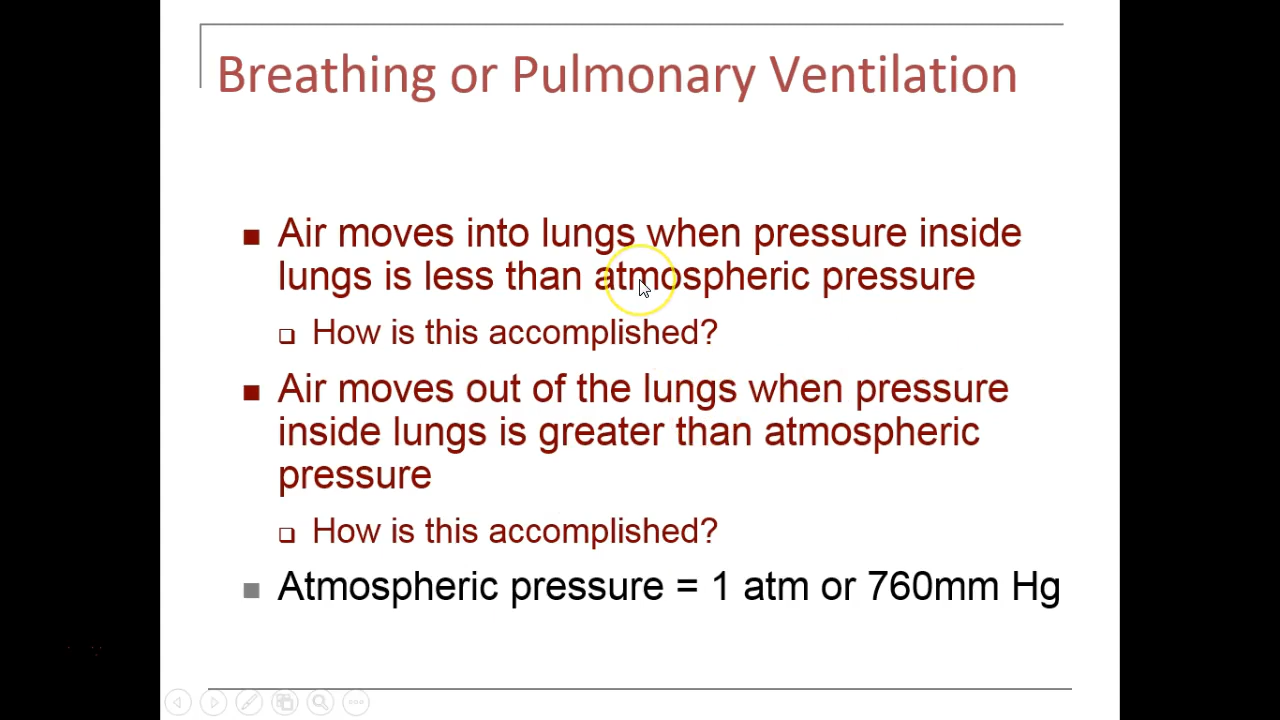 Breathing or Pulmonary Ventilation
Air moves into lungs when pressure inside
lungs is less than atmospheric pressure
How is this accomplished?
Air moves out of the lungs when pressure
inside lungs is greater than atmospheric
pressure
How is this accomplished?
Atmospheric pressure = 1 atm or 760mm Hg